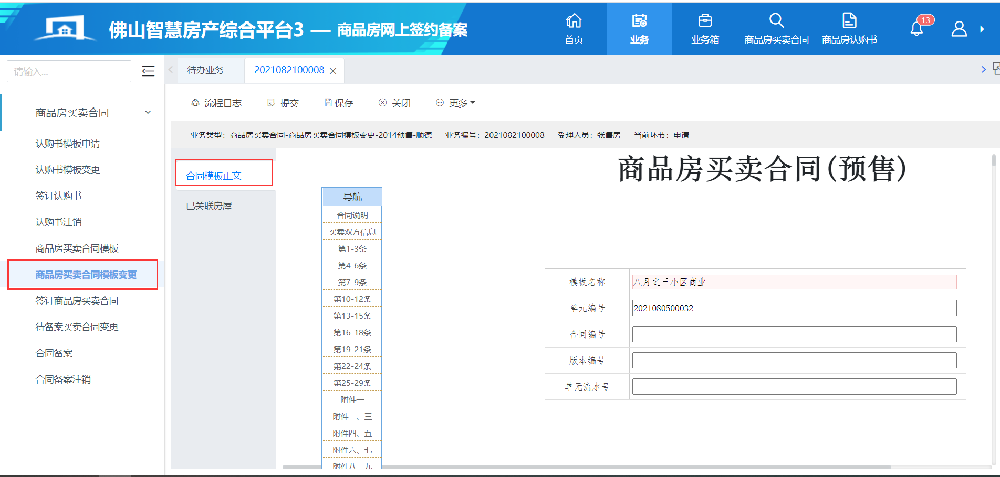 佛山智慧房产综合平台3 — 商品房网上签约备案
首页
业务
业务箱
商品房买卖合同
商品房认购书
13
请输入...
待办业务
2021082100008
商品房买卖合同
认购书模板申请
认购书模板变更
签订认购书
认购书注销
商品房买卖合同模板
商品房买卖合同模板变更
签订商品房买卖合同
待备案买卖合同变更
合同备案
合同备案注销
流程日志
提交
保存
关闭
更多
业务类型：商品房买卖合同-商品房买卖合同模板变更-2014预售-顺德 业务编号：2021082100008 受理人员：张售房 当前环节：申请
合同模板正文
已关联房屋
导航
合同说明
买卖双方信息
第1-3条
第4-6条
第7-9条
第10-12条
第13-15条
第16-18条
第19-21条
第22-24条
第25-29条
附件一
附件二、三
附件四、五
附件六、七
附件八、九
商品房买卖合同(预售)
模板名称 八月之三小区商业
单元编号 2021080500032
合同编号
版本编号
单元流水号